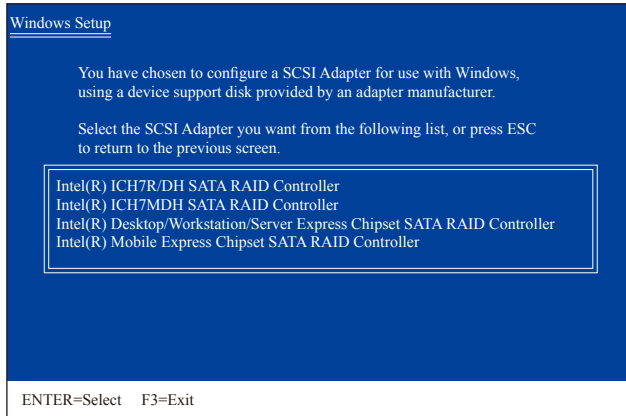 Windows Setup
You have chosen to configure a SCSI Adapter for use with Windows,
using a device support disk provided by an adapter manufacturer.
Select the SCSI Adapter you want from the following list, or press ESC
to return to the previous screen.
Intel(R) ICH7R/DH SATA RAID Controller
Intel(R) ICH7MDH SATA RAID Controller
Intel(R) Desktop/Workstation/Server Express Chipset SATA RAID Controller
Intel(R) Mobile Express Chipset SATA RAID Controller
ENTER=Select F3=Exit